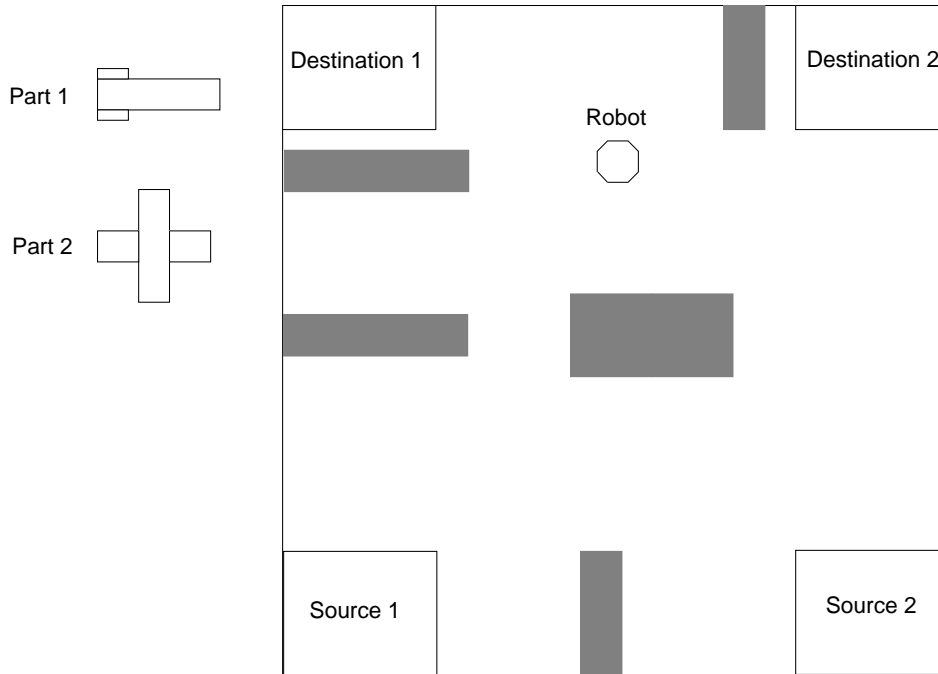 Destination 1
Destination 2
Part 1
Robot
Part 2
Source 1
Source 2